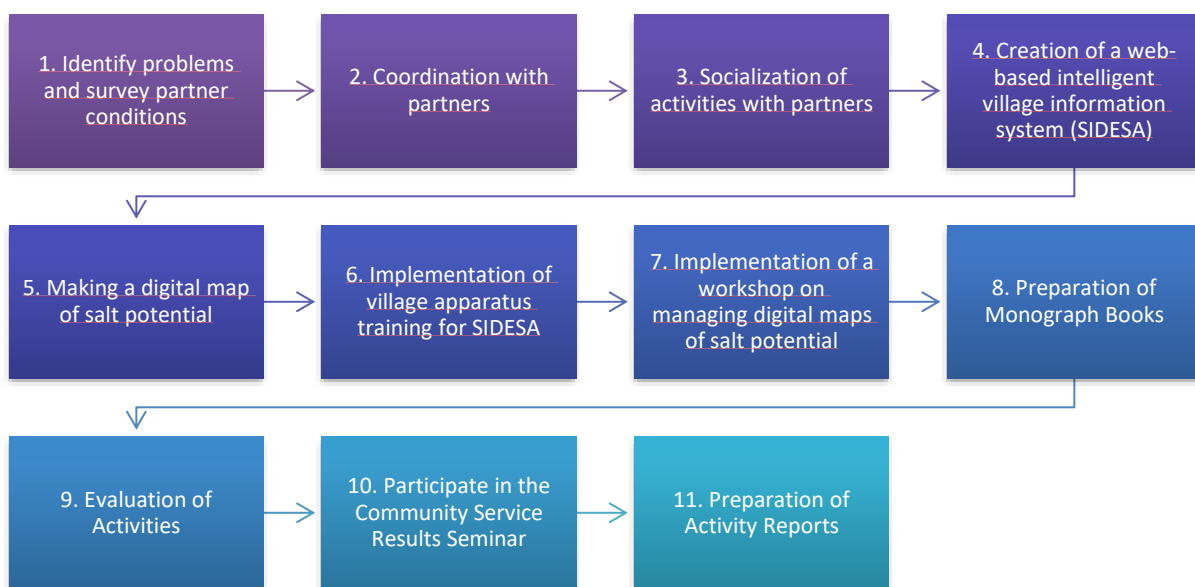 1. Identify problems
and survey partner
conditions
2. Coordination with
partners
3. Socialization of
activities with partners
4. Creation of a web-
based intelligent
village information
system (SIDESA)
5. Making a digital map
of salt potential
6. Implementation of
village apparatus
training for SIDESA
7. Implementation of a
workshop on
managing digital maps
of salt potential
8. Preparation of
Monograph Books
9. Evaluation of
Activities
10. Participate in the
Community Service
Results Seminar
11. Preparation of
Activity Reports